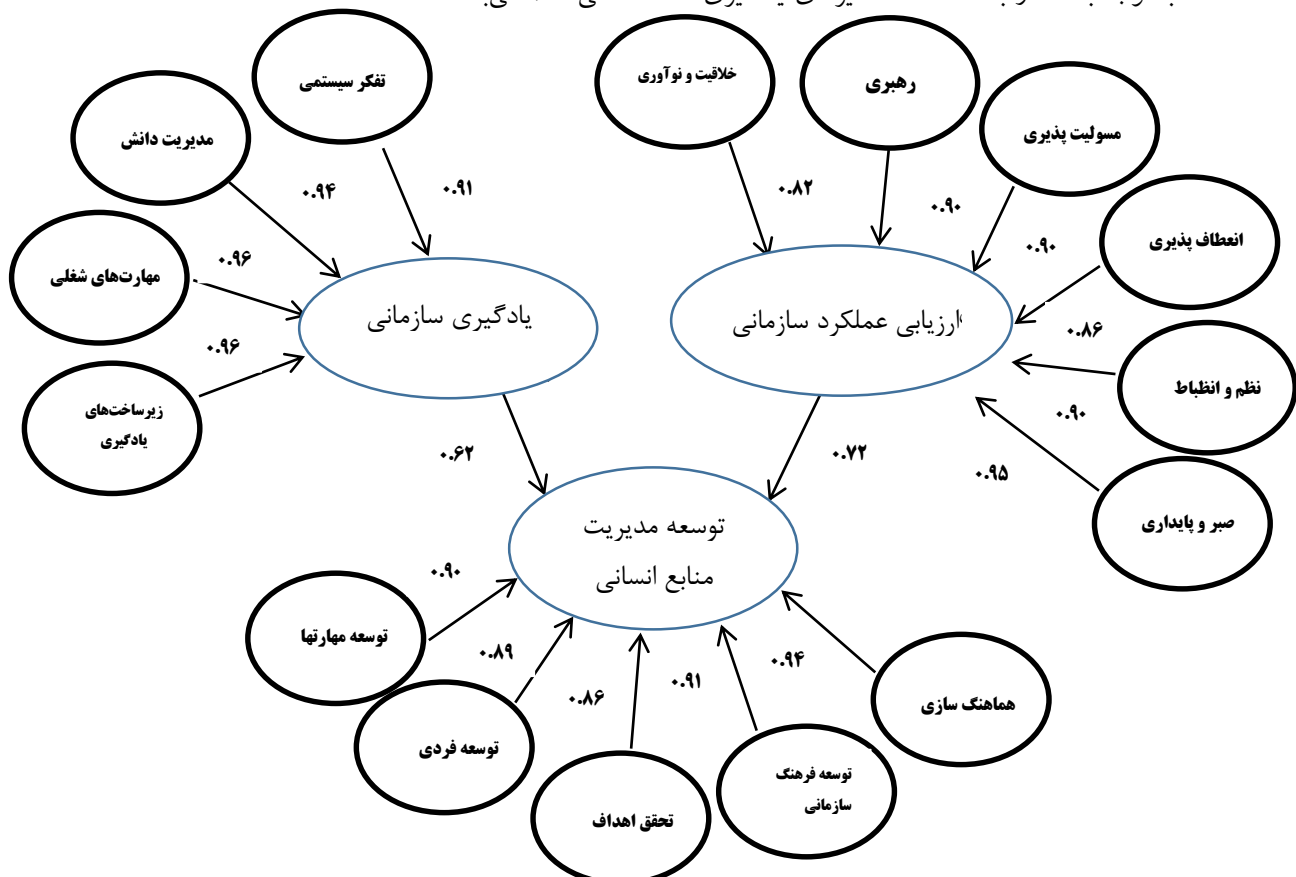 رهبری
خلاقیت و نوآوری
تفکر سیستمی
مسولیت پذیری
مدیریت دانش
۰.۸۲
۰.۹۰
۰.۹۱
۰.۹۴
انعطاف پذیری
۰.۹۰
۰.۹۶
مهارت‌های شغلی
ارزیابی عملکرد سازمانی
یادگیری سازمانی
۰.۸۶
۰.۹۶
نظم و انظباط
۰.۹۰
زیرساخت‌های
یادگیری
۰.۷۲
۰.۶۲
۰.۹۵
صبر و پایداری
توسعه مدیریت
منابع انسانی
۰.۹۰
توسعه مهارتها
۰.۸۹
۰.۸۶
۰.۹۱
۰.۹۴
هماهنگ سازی
توسعه فردی
توسعه فرهنگ
سازمانی
تحقق اهداف